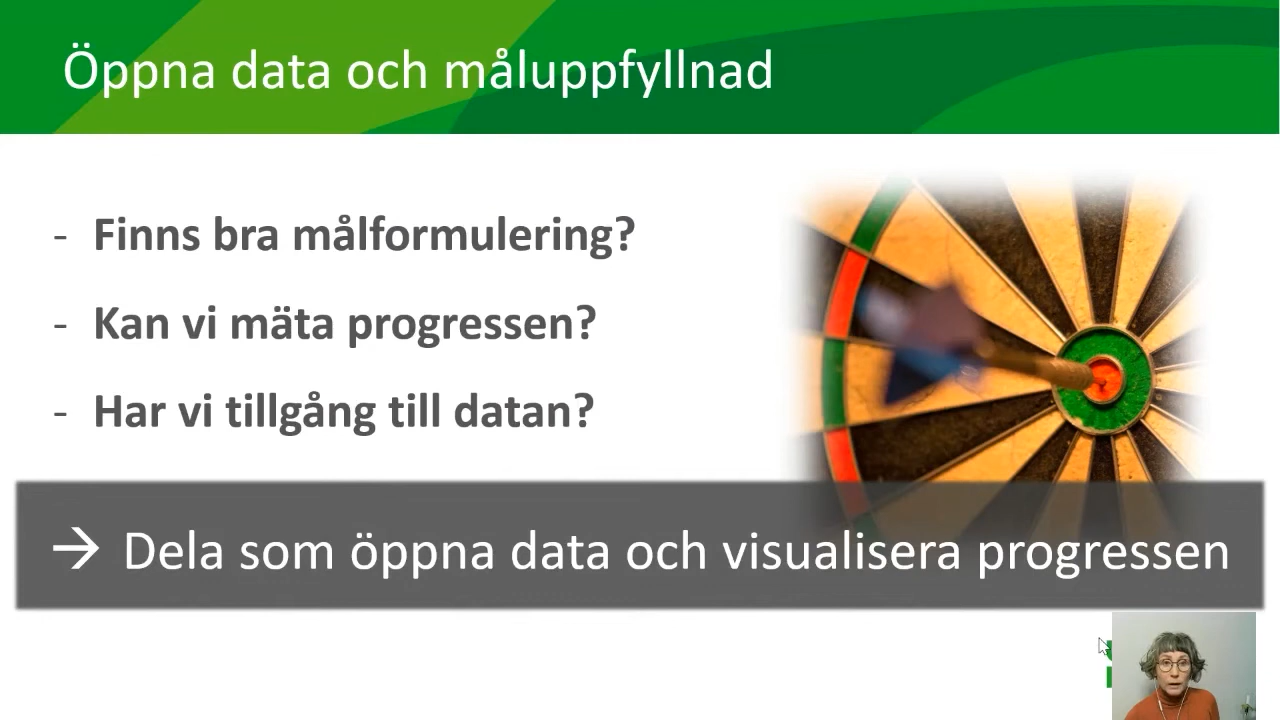 Öppna data och måluppfyllnad
- Finns bra målformulering?
- Kan vi mäta progressen?
- Har vi tillgång till datan?
→ Dela som öppna data och visualisera progressen